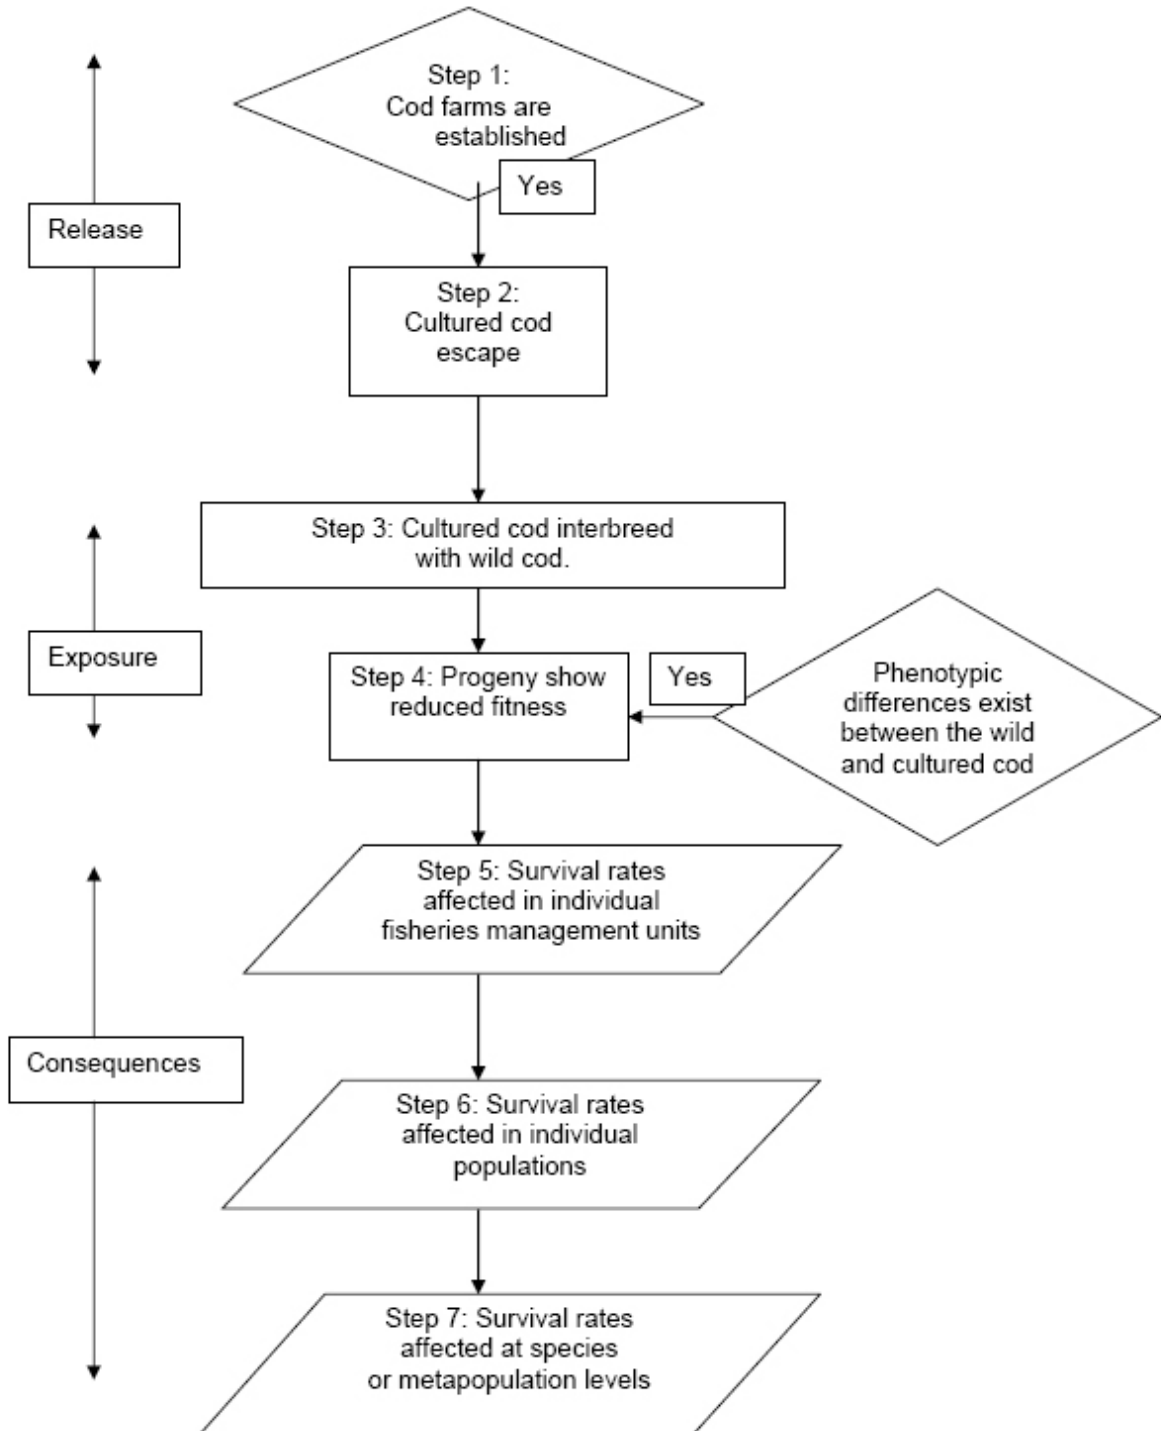 Step 1:
Cod farms are
established
Yes
Release
Step 2:
Cultured cod
escape
Step 3: Cultured cod interbreed
with wild cod.
Exposure
Step 4: Progeny show
reduced fitness
Yes
Phenotypic
differences exist
between the wild
and cultured cod
Step 5: Survival rates
affected in individual
fisheries management units
Consequences
Step 6: Survival rates
affected in individual
populations
Step 7: Survival rates
affected at species
or metapopulation levels